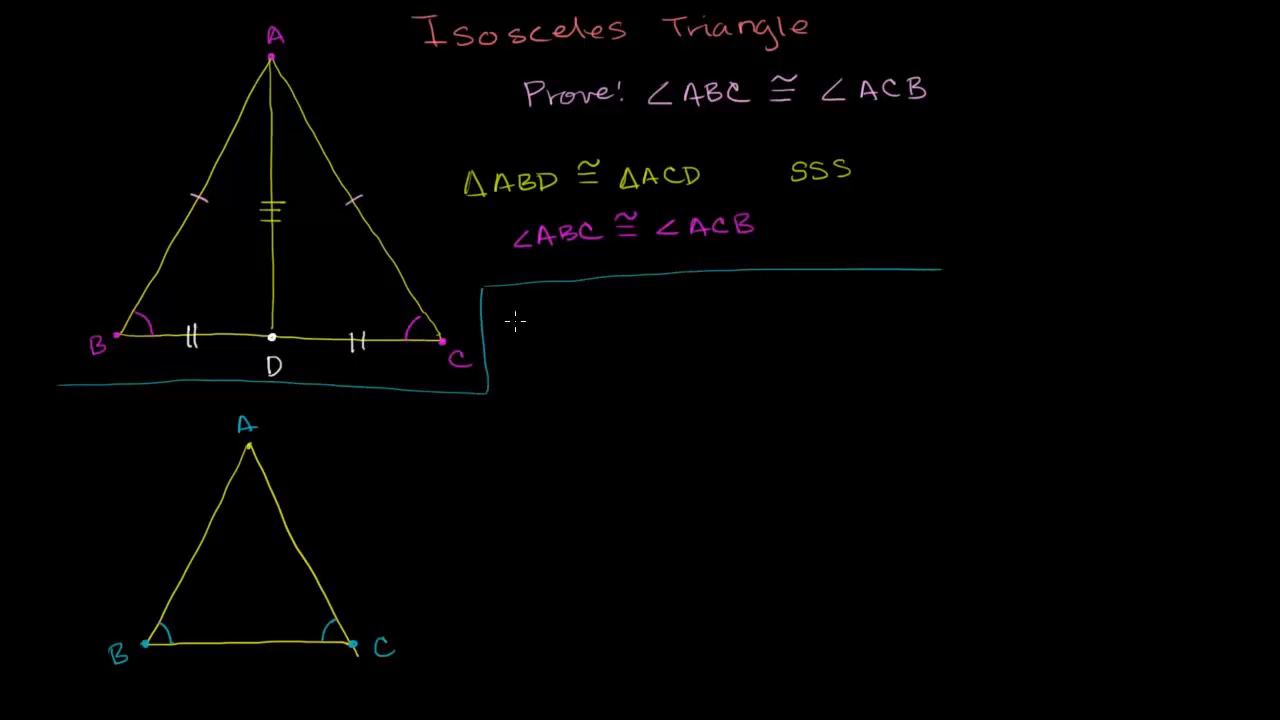 A
Isosceles Triangle
Prove: ∠ABC ≅ ∠ACB
ΔABD ≅ ΔACD SSS
∠ABC ≅ ∠ACB
B
D
C
A
B
C